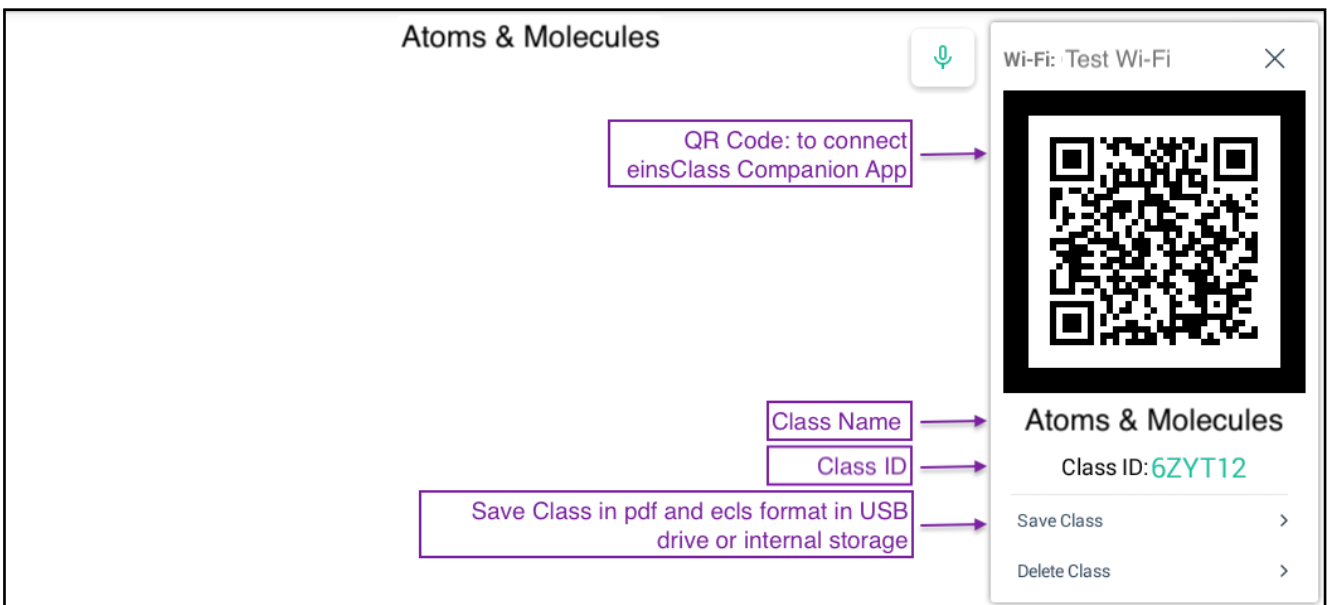 Atoms & Molecules
Wi-Fi: Test Wi-Fi
QR Code: to connect
einsClass Companion App
Class Name
Atoms & Molecules
Class ID
Class ID: 6ZYT12
Save Class in pdf and ecls format in USB
drive or internal storage
Save Class
Delete Class